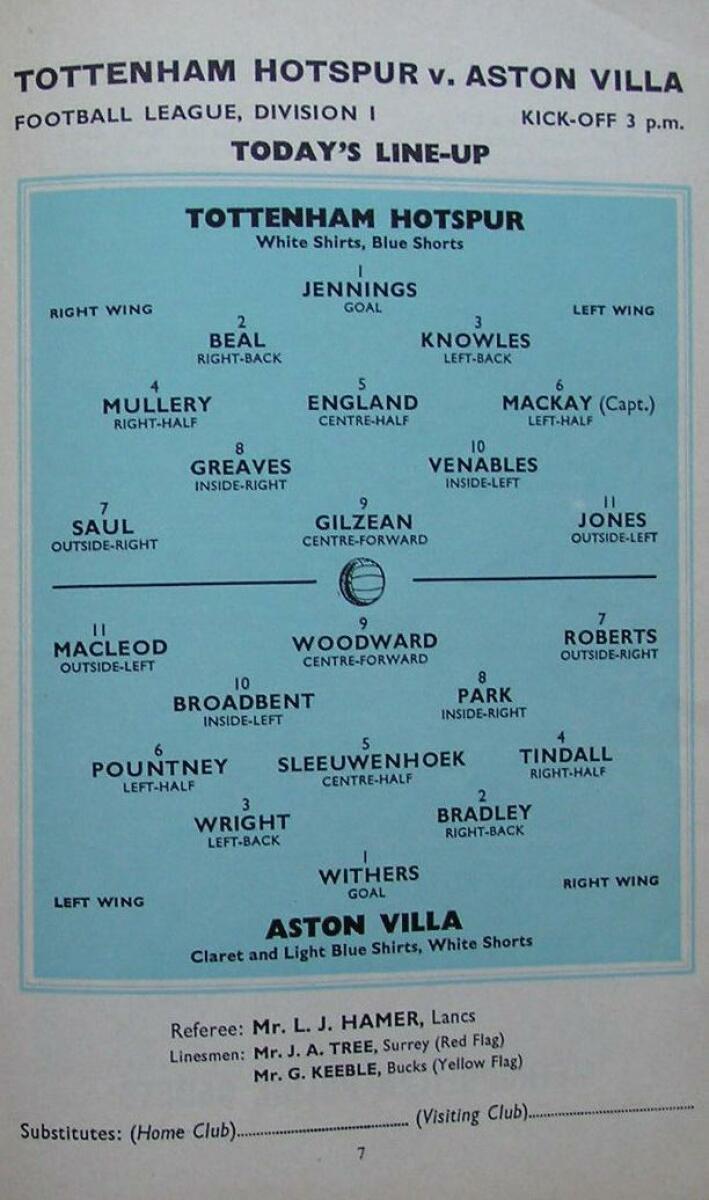 TOTTENHAM HOTSPUR v. ASTON VILLA
FOOTBALL LEAGUE, DIVISION 1 KICK-OFF 3 p.m.
TODAY'S LINE-UP
TOTTENHAM HOTSPUR
White Shirts, Blue Shorts
1
JENNINGS
GOAL
RIGHT WING LEFT WING
2 3
BEAL KNOWLES
RIGHT-BACK LEFT-BACK
4 5 6
MULLERY ENGLAND MACKAY (Capt.)
RIGHT-HALF CENTRE-HALF LEFT-HALF
8 10
GREAVES VENABLES
INSIDE-RIGHT INSIDE-LEFT
7 9 11
SAUL GILZEAN JONES
OUTSIDE-RIGHT CENTRE-FORWARD OUTSIDE-LEFT
11 9 7
MACLEOD WOODWARD ROBERTS
OUTSIDE-LEFT CENTRE-FORWARD OUTSIDE-RIGHT
10 8
BROADBENT PARK
INSIDE-LEFT INSIDE-RIGHT
6 5 4
POUNTNEY SLEEUWENHOEK TINDALL
LEFT-HALF CENTRE-HALF RIGHT-HALF
3 2
WRIGHT BRADLEY
LEFT-BACK RIGHT-BACK
1
WITHERS
GOAL
LEFT WING RIGHT WING
ASTON VILLA
Claret and Light Blue Shirts, White Shorts
Referee: Mr. L. J. HAMER, Lancs
Linesmen: Mr. J. A. TREE, Surrey (Red Flag)
Mr. G. KEEBLE, Bucks (Yellow Flag)
Substitutes: (Home Club)........................ (Visiting Club)........................
7